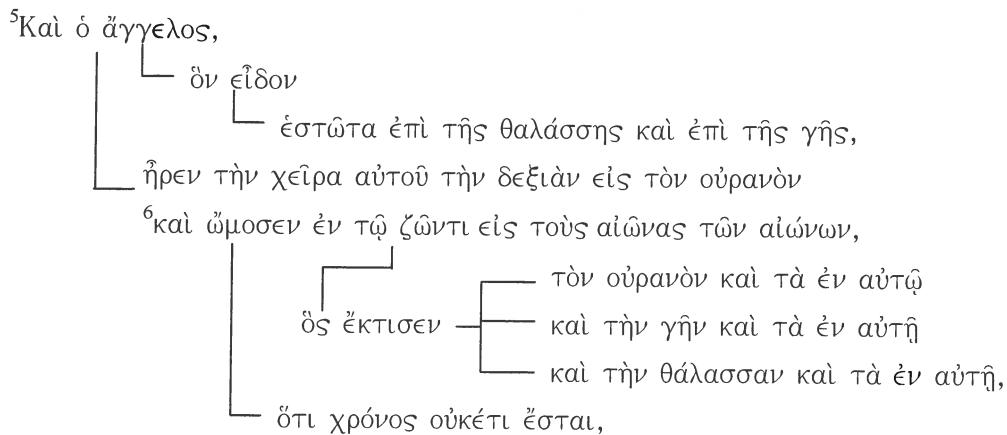 ⁵Καὶ ὁ ἄγγελος,
ὃν εἶδον
ἑστῶτα ἐπὶ τῆς θαλάσσης καὶ ἐπὶ τῆς γῆς,
ἦρεν τὴν χεῖρα αὐτοῦ τὴν δεξιὰν εἰς τὸν οὐρανὸν
⁶καὶ ὤμοσεν ἐν τῷ ζῶντι εἰς τοὺς αἰῶνας τῶν αἰώνων,
τὸν οὐρανὸν καὶ τὰ ἐν αὐτῷ
ὃς ἔκτισεν καὶ τὴν γῆν καὶ τὰ ἐν αὐτῇ
καὶ τὴν θάλασσαν καὶ τὰ ἐν αὐτῇ,
ὅτι χρόνος οὐκέτι ἔσται,